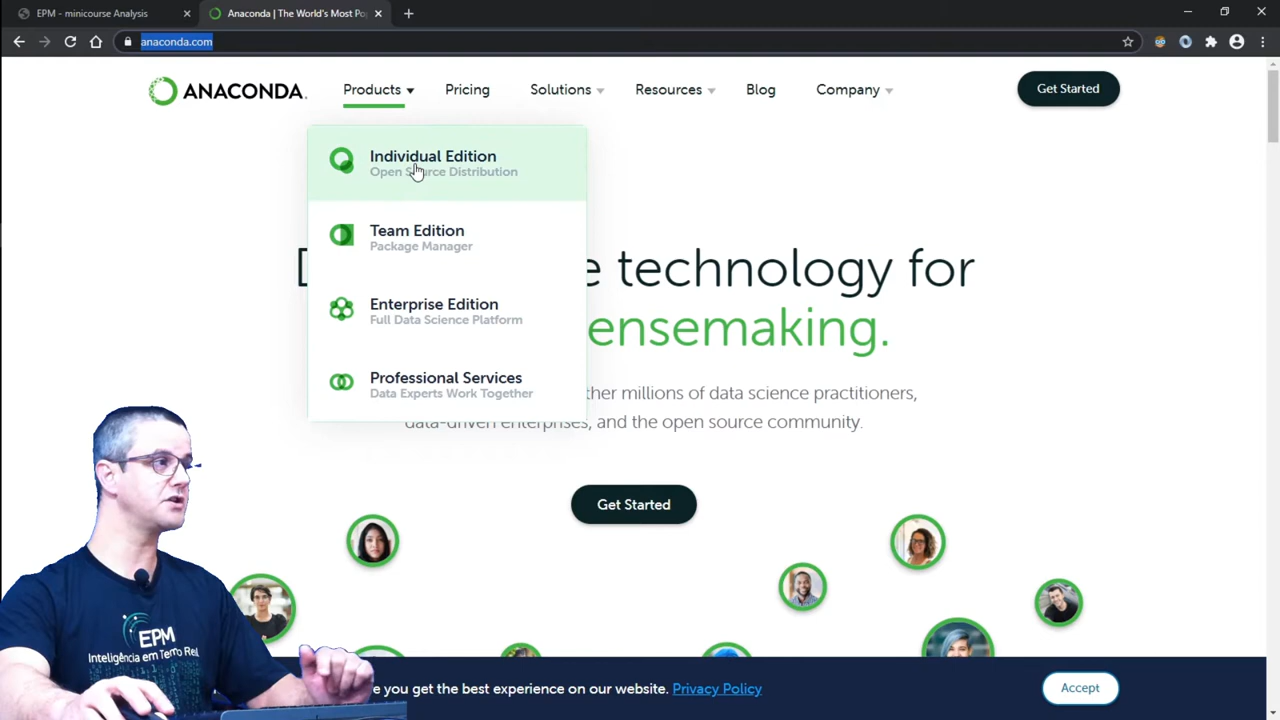 EPM - minicourse Analysis
Anaconda | The World's Most Po
anaconda.com
ANACONDA.
Products
Pricing
Solutions
Resources
Blog
Company
Get Started
Individual Edition
Open Source Distribution
Team Edition
Package Manager
Enterprise Edition
Full Data Science Platform
Professional Services
Data Experts Work Together
D
e technology for
ensemaking.
ther millions of data science practitioners,
data-driven enterprises, and the open source community.
Get Started
EPM
Inteligência em Tempo Real
e you get the best experience on our website. Privacy Policy
Accept